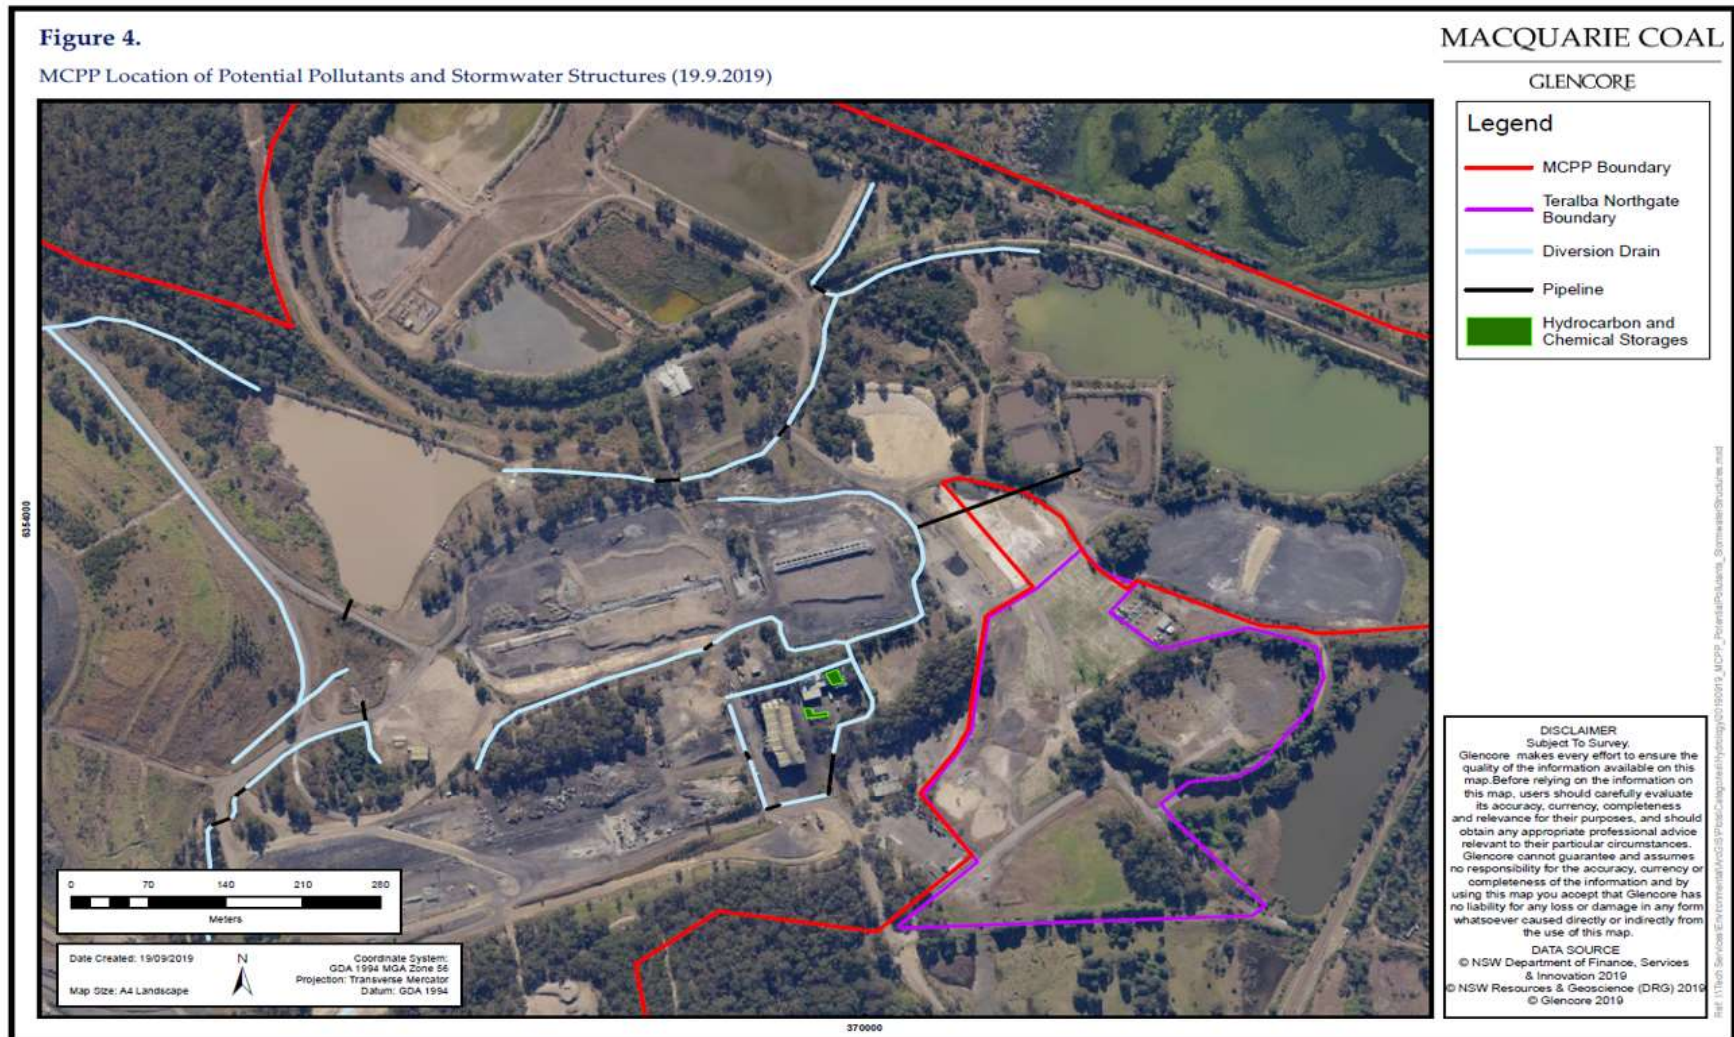 Figure 4.
MCPP Location of Potential Pollutants and Stormwater Structures (19.9.2019)
MACQUARIE COAL
GLENCORE
Legend
MCPP Boundary
Teralba Northgate
Boundary
Diversion Drain
Pipeline
Hydrocarbon and
Chemical Storages
6354000
0 70 140 210 280
Meters
Date Created: 19/09/2019
Map Size: A4 Landscape
N
Coordinate System:
GDA 1994 MGA Zone 56
Projection: Transverse Mercator
Datum: GDA 1994
370000
DISCLAIMER
Subject To Survey.
Glencore makes every effort to ensure the
quality of the information available on this
map.Before relying on the information on
this map, users should carefully evaluate
its accuracy, currency, completeness
and relevance for their purposes, and should
obtain any appropriate professional advice
relevant to their particular circumstances.
Glencore cannot guarantee and assumes
no responsibility for the accuracy, currency or
completeness of the information and by
using this map you accept that Glencore has
no liability for any loss or damage in any form
whatsoever caused directly or indirectly from
the use of this map.
DATA SOURCE
© NSW Department of Finance, Services
& Innovation 2019
© NSW Resources & Geoscience (DRG) 2019
© Glencore 2019